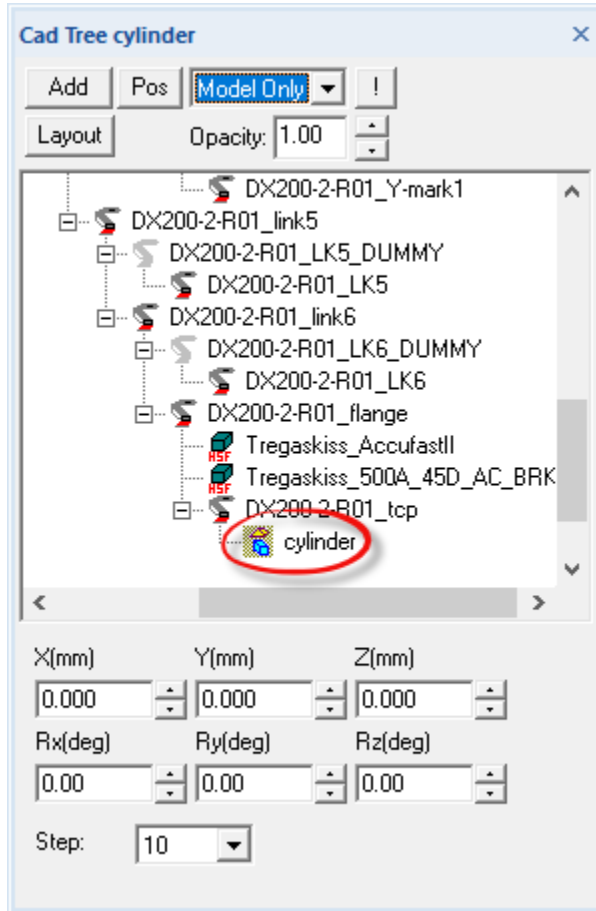 Cad Tree cylinder
Add Pos Model Only !
Layout Opacity: 1.00
DX200-2-R01_Y-mark1
DX200-2-R01_link5
DX200-2-R01_LK5_DUMMY
DX200-2-R01_LK5
DX200-2-R01_link6
DX200-2-R01_LK6_DUMMY
DX200-2-R01_LK6
DX200-2-R01_flange
HSF Tregaskiss_AccufastII
HSF Tregaskiss_500A_45D_AC_BRK
DX200-2-R01_tcp
cylinder
X(mm) Y(mm) Z(mm)
0.000 0.000 0.000
Rx(deg) Ry(deg) Rz(deg)
0.00 0.00 0.00
Step: 10